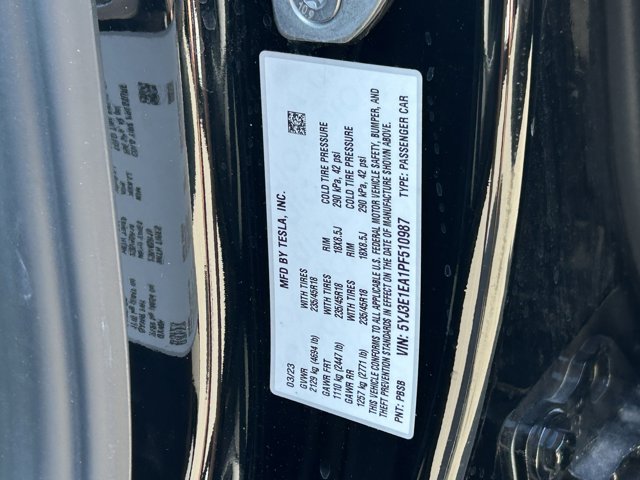 MFD BY TESLA, INC.
03/23
GVWR WITH TIRES RIM COLD TIRE PRESSURE
2129 kg (4694 lb) 235/45R18 18X8.5J 290 kPa, 42 psi
GAWR FRT WITH TIRES RIM COLD TIRE PRESSURE
1110 kg (2447 lb) 235/45R18 18X8.5J 290 kPa, 42 psi
GAWR RR WITH TIRES
1257 kg (2771 lb) 235/45R18
THIS VEHICLE CONFORMS TO ALL APPLICABLE U.S. FEDERAL MOTOR VEHICLE SAFETY, BUMPER, AND
THEFT PREVENTION STANDARDS IN EFFECT ON THE DATE OF MANUFACTURE SHOWN ABOVE.
VIN: 5YJ3E1EA1PF510987 TYPE: PASSENGER CAR
PNT: PBSB